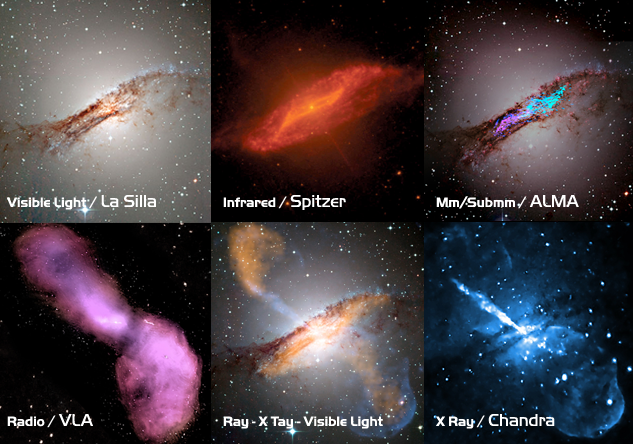 Visible Light / La Silla
Infrared / Spitzer
Mm/Submm / ALMA
Radio / VLA
Ray - X Tay - Visible Light
X Ray / Chandra